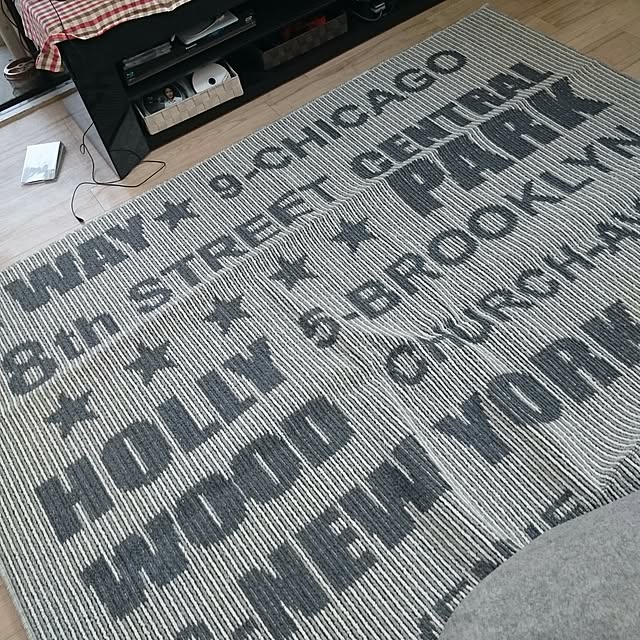 WAY ★ 9-CHICAGO
8th STREET CENTRAL
★ ★ ★ ★ ★ PARK
HOLLY 5-BROOKLYN
WOOD CHURCH-AV
-NEW YORK